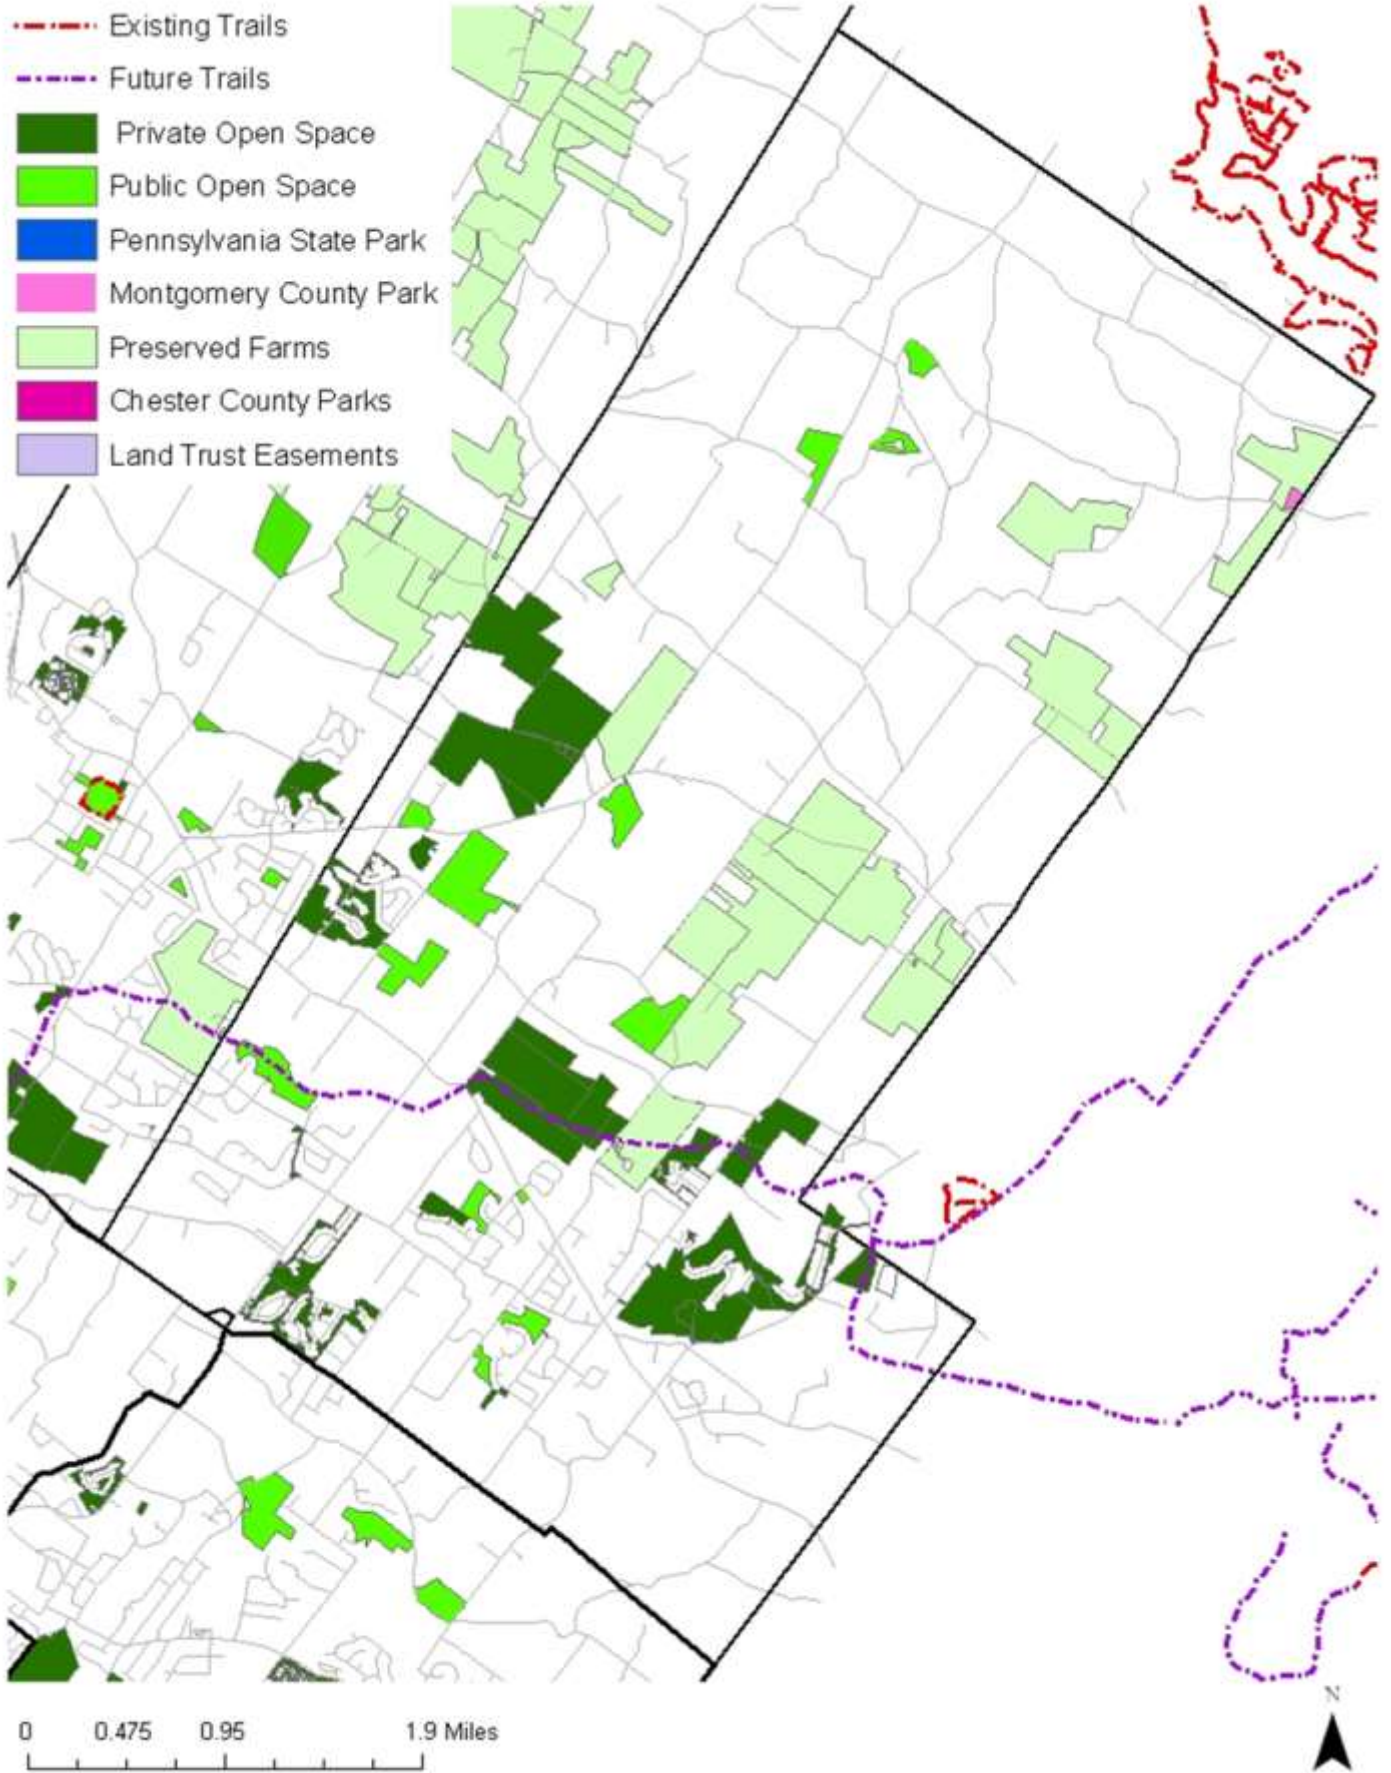 Existing Trails
Future Trails
Private Open Space
Public Open Space
Pennsylvania State Park
Montgomery County Park
Preserved Farms
Chester County Parks
Land Trust Easements
N
0 0.475 0.95 1.9 Miles